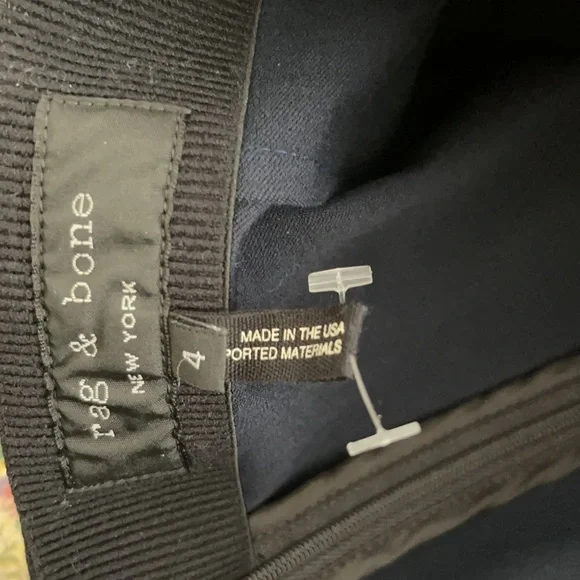 rag & bone
NEW YORK
4
MADE IN THE USA
PORTED MATERIALS